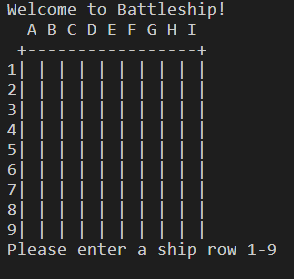 Welcome to Battleship!
  A B C D E F G H I
 +-----------------+
1| | | | | | | | | |
2| | | | | | | | | |
3| | | | | | | | | |
4| | | | | | | | | |
5| | | | | | | | | |
6| | | | | | | | | |
7| | | | | | | | | |
8| | | | | | | | | |
9| | | | | | | | | |
Please enter a ship row 1-9